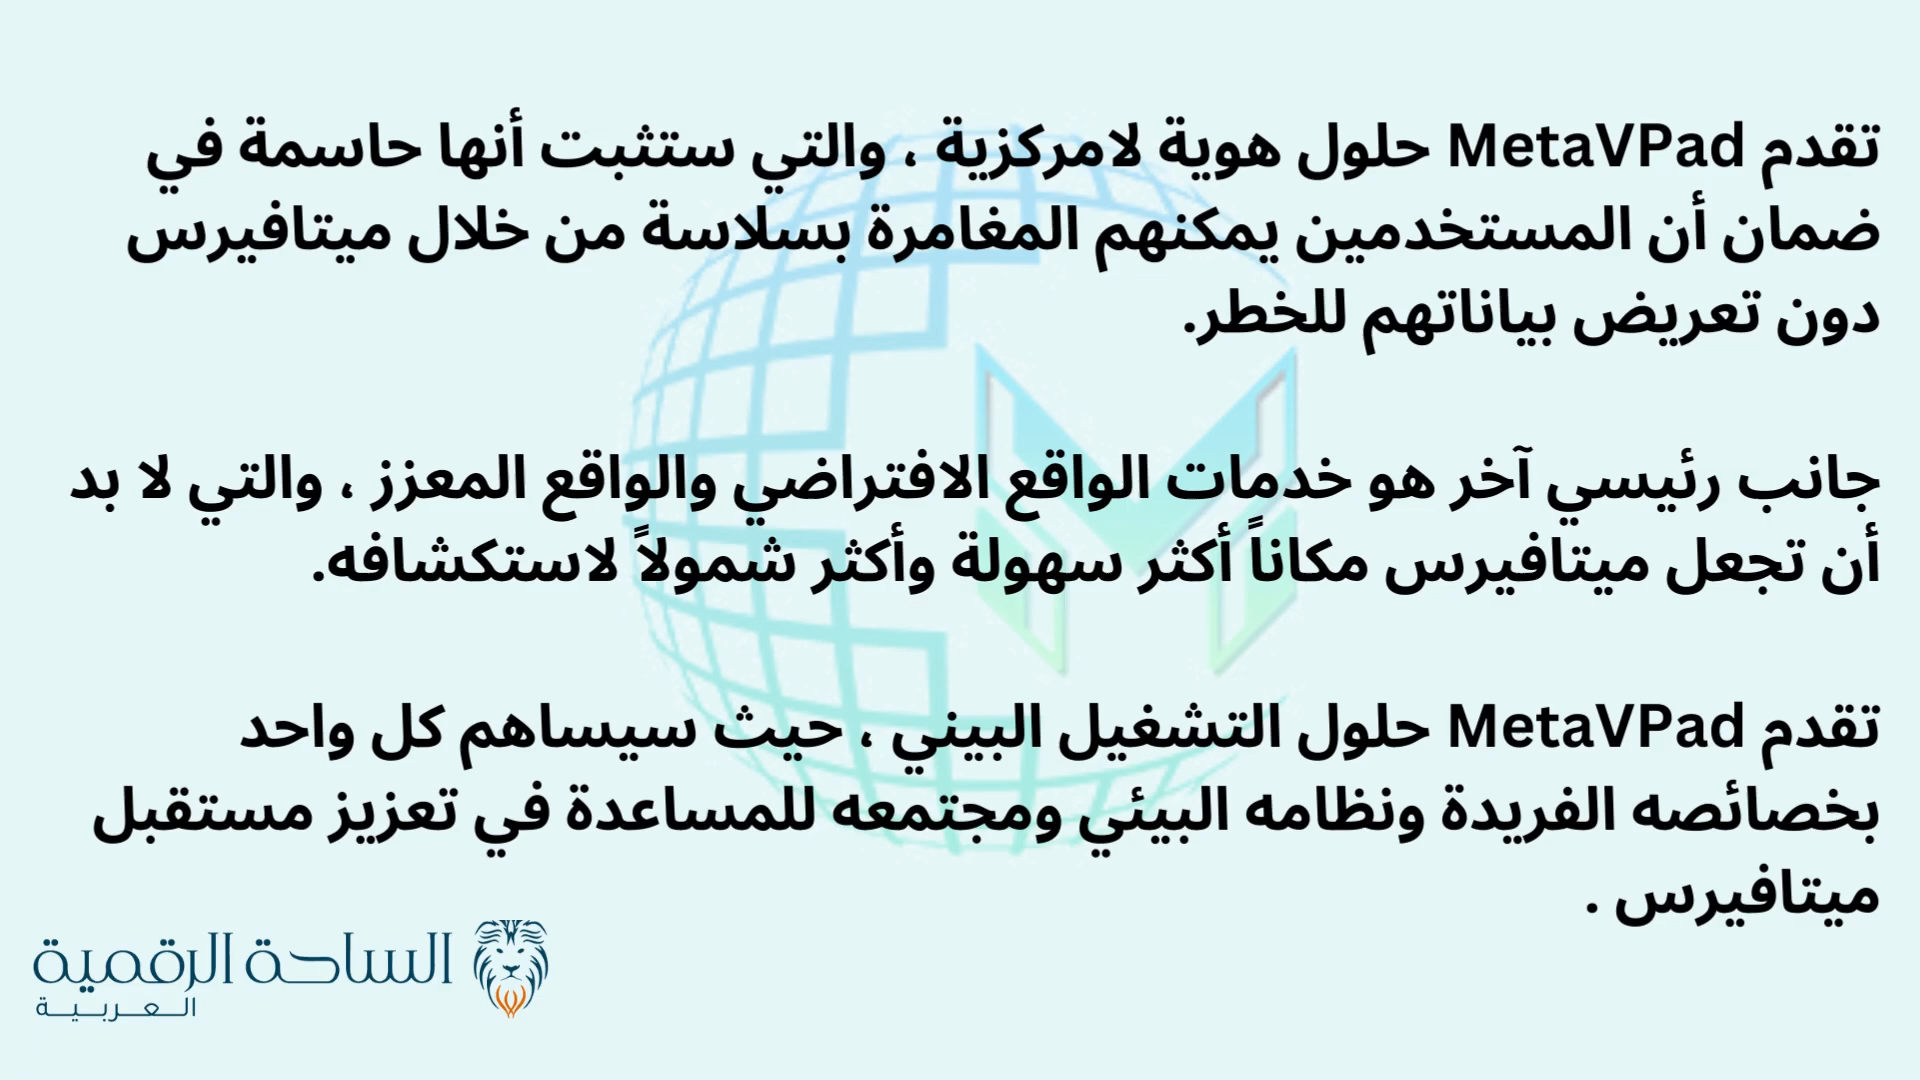 تقدم MetaVPad حلول هوية لامركزية ، والتي ستثبت أنها حاسمة في
ضمان أن المستخدمين يمكنهم المغامرة بسلاسة من خلال ميتافيرس
دون تعريض بياناتهم للخطر.
جانب رئيسي آخر هو خدمات الواقع الافتراضي والواقع المعزز ، والتي لا بد
أن تجعل ميتافيرس مكاناً أكثر سهولة وأكثر شمولاً لاستكشافه.
تقدم MetaVPad حلول التشغيل البيني ، حيث سيساهم كل واحد
بخصائصه الفريدة ونظامه البيئي ومجتمعه للمساعدة في تعزيز مستقبل
ميتافيرس .
الساحة الرقمية
العربية